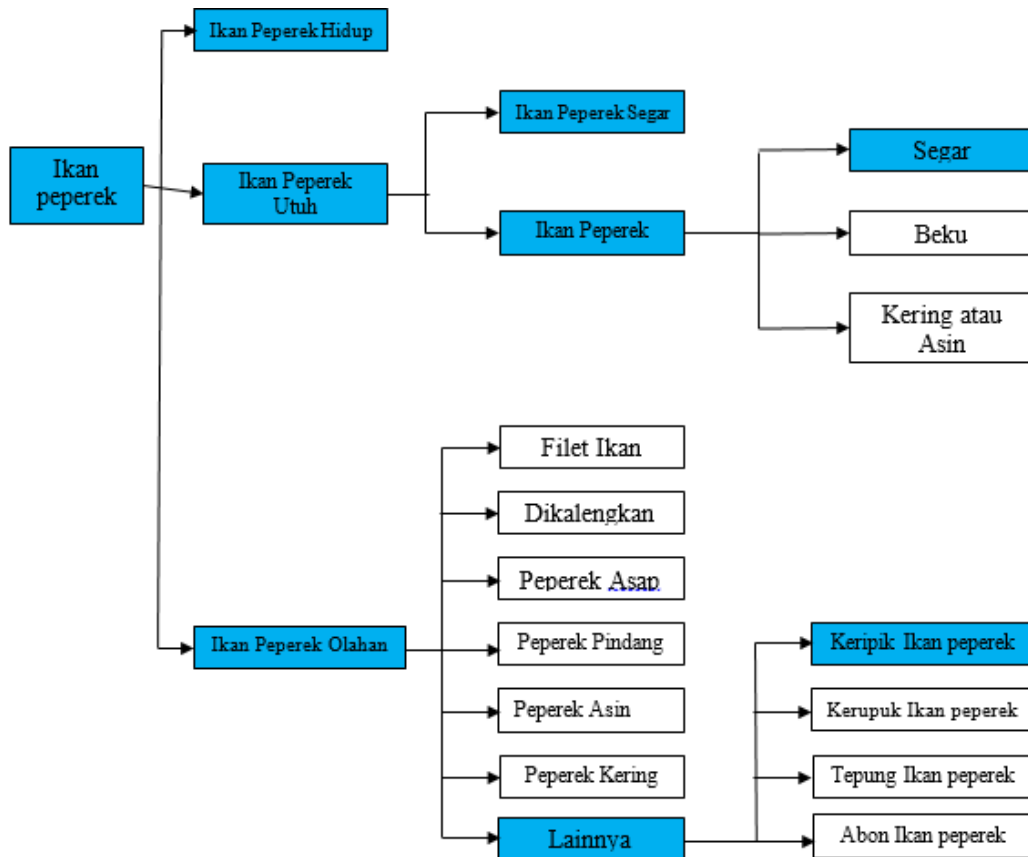 Ikan Peperek Hidup
Ikan Peperek Segar
Ikan
peperek
Ikan Peperek
Utuh
Segar
Ikan Peperek
Beku
Kering atau
Asin
Filet Ikan
Dikalengkan
Peperek Asap
Ikan Peperek Olahan
Peperek Pindang
Keripik Ikan peperek
Peperek Asin
Kerupuk Ikan peperek
Peperek Kering
Tepung Ikan peperek
Lainnya
Abon Ikan peperek